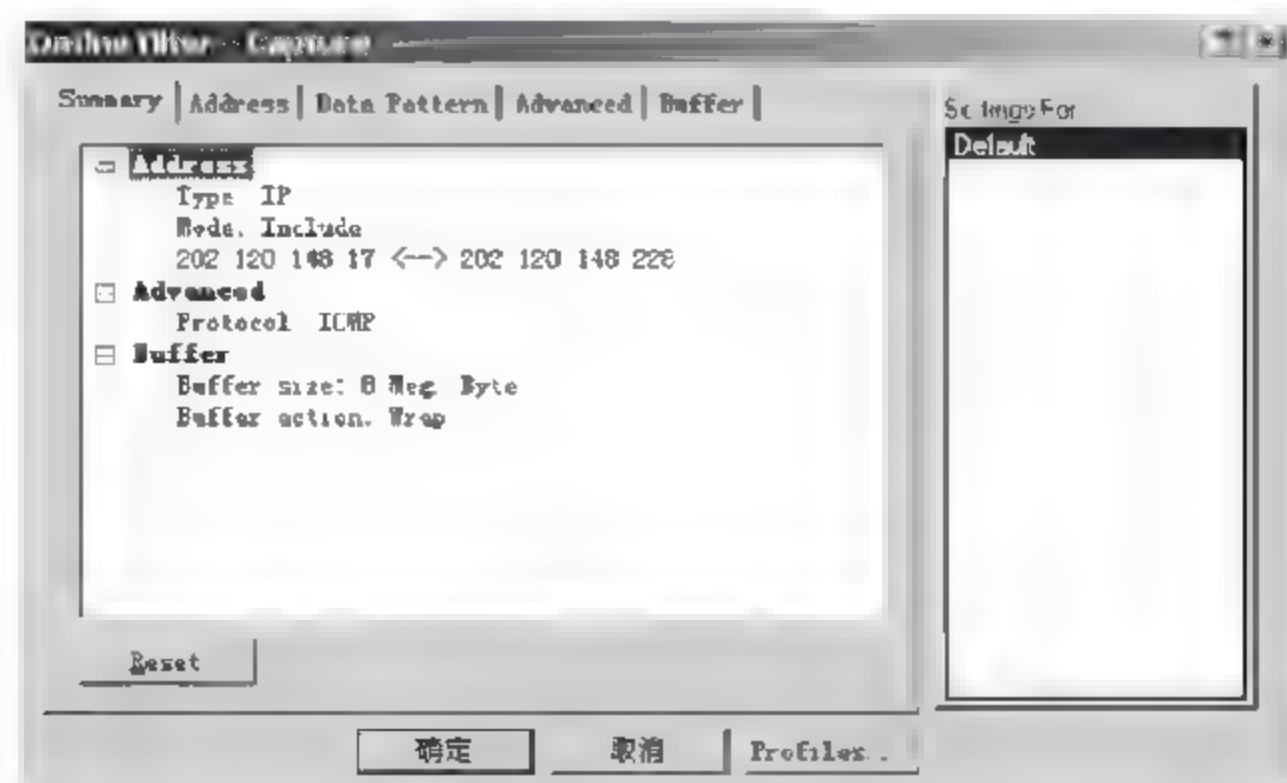 Define Filter - Capture
Summary Address Data Pattern Advanced Buffer
Settings For
Default
Address
Type IP
Mode. Include
202 120 148 17 <--> 202 120 148
Advanced
Protocol ICMP
Buffer
Buffer size: 8 Meg Byte
Buffer action. Wrap
Reset
确定 取消 Profiles..